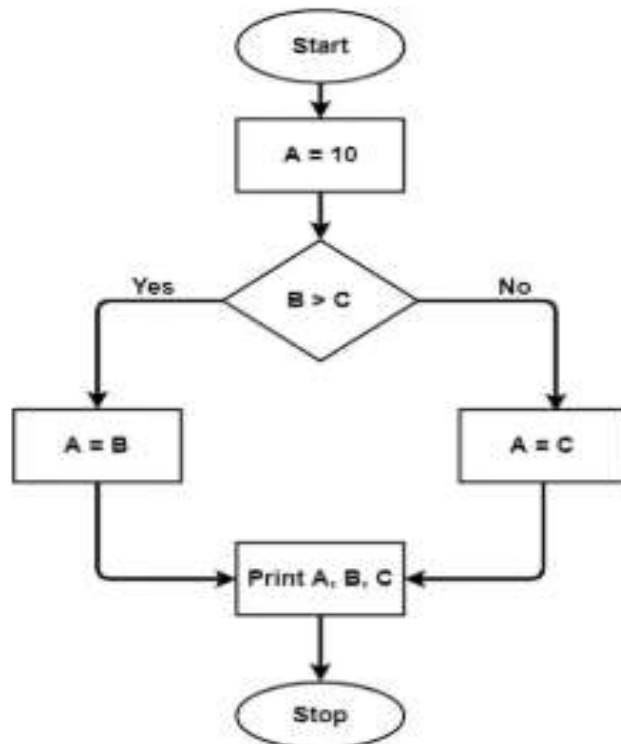 Start
A = 10
Yes
B > C
No
A = B
A = C
Print A, B, C
Stop